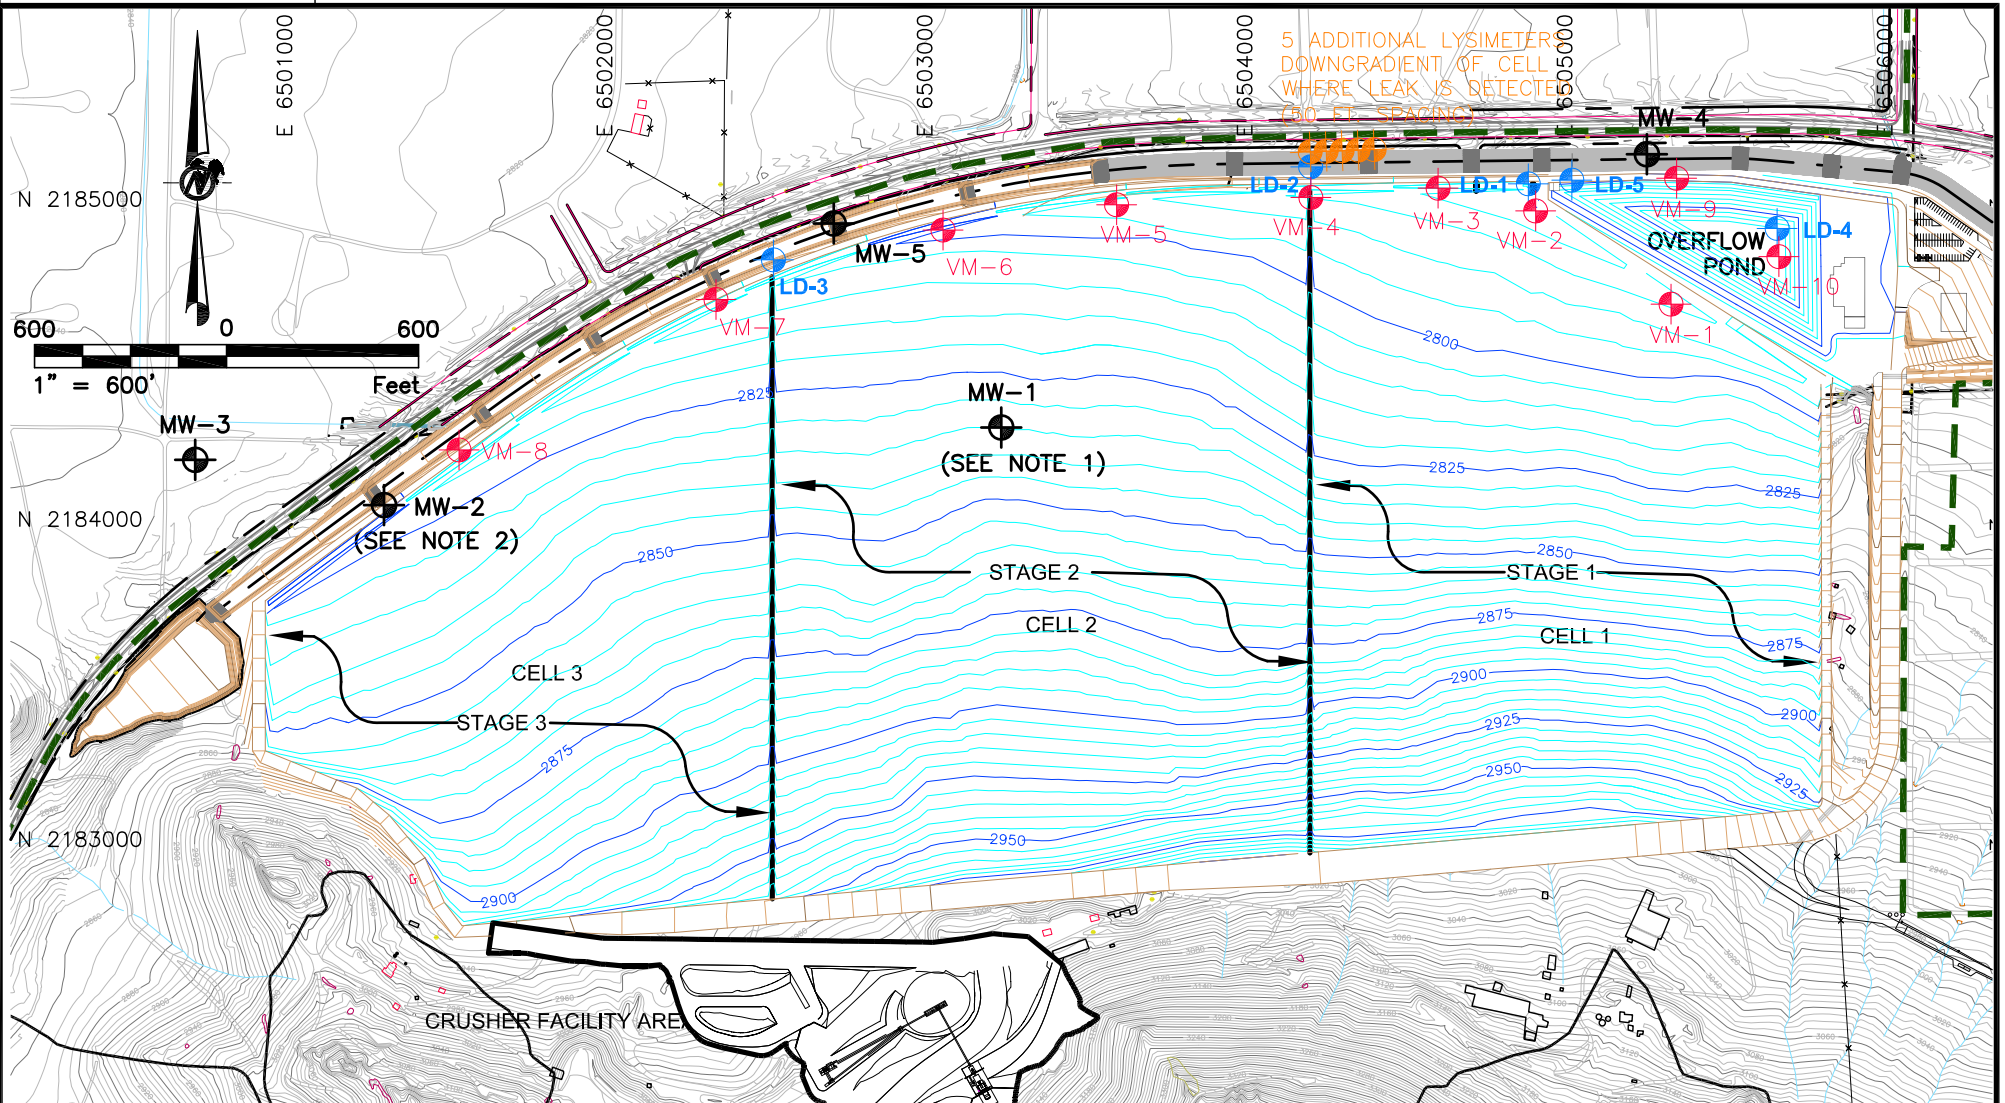 E 6501000
E 6502000
E 6503000
E 6504000
E 6505000
E 6506000
5 ADDITIONAL LYSIMETERS
DOWNGRADIENT OF CELL
WHERE LEAK IS DETECTED
(50 FT. SPACING)
MW-4
N 2185000
LD-2
LD-1
LD-5
VM-9
VM-5
VM-4
VM-3
VM-2
LD-4
OVERFLOW
POND
MW-5
VM-6
LD-3
VM-10
VM-7
VM-1
N
600 0 600
1" = 600' Feet
2800
2825
MW-1
(SEE NOTE 1)
MW-3
VM-8
2825
2825
MW-2
(SEE NOTE 2)
N 2184000
2850
2850
STAGE 2
STAGE 1
2875
CELL 2
CELL 1
2875
CELL 3
2900
2900
STAGE 3
2925
2875
2950
2925
N 2183000
2950
2900
CRUSHER FACILITY ARE